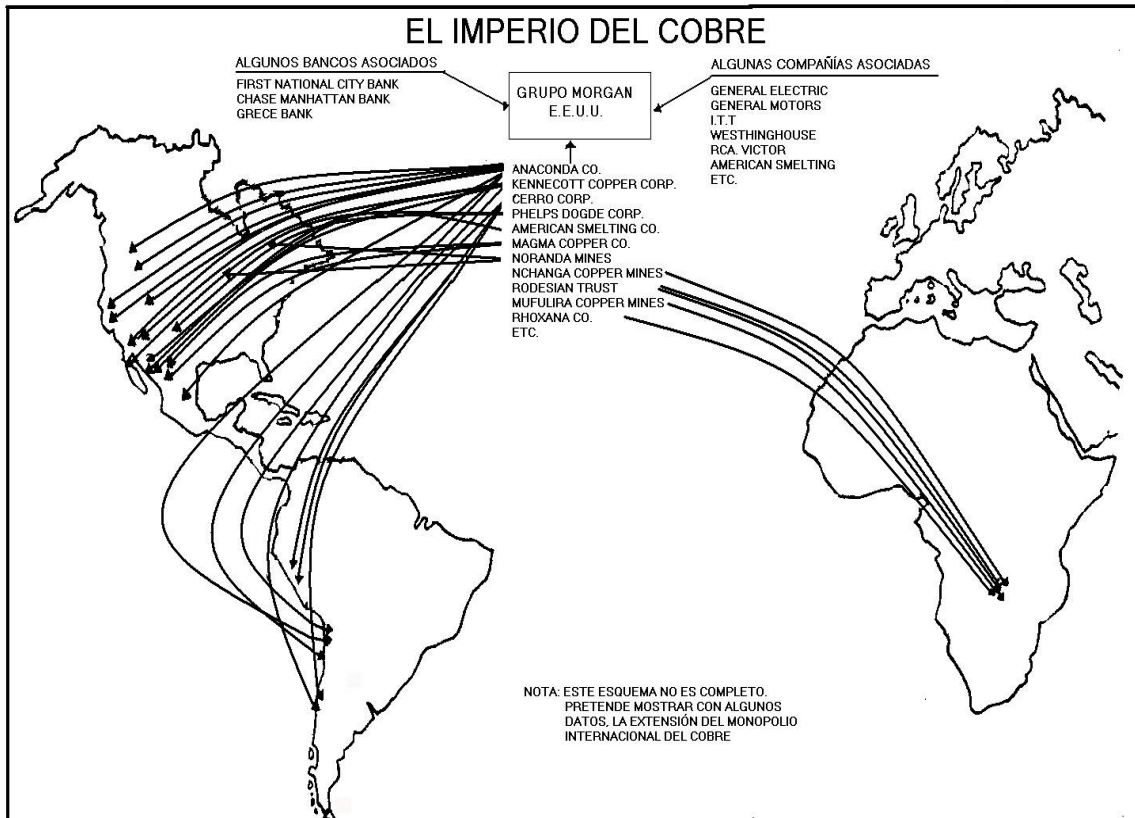 EL IMPERIO DEL COBRE
ALGUNOS BANCOS ASOCIADOS
FIRST NATIONAL CITY BANK
CHASE MANHATTAN BANK
GRECE BANK
GRUPO MORGAN
E.E.U.U.
ALGUNAS COMPAÑÍAS ASOCIADAS
GENERAL ELECTRIC
GENERAL MOTORS
I.T.T
WESTHINGHOUSE
RCA. VICTOR
AMERICAN SMELTING
ETC.
ANACONDA CO.
KENNECOTT COPPER CORP.
CERRO CORP.
PHELPS DOGDE CORP.
AMERICAN SMELTING CO.
MAGMA COPPER CO.
NORANDA MINES
NCHANGA COPPER MINES
RODESIAN TRUST
MUFULIRA COPPER MINES
RHOXANA CO.
ETC.
NOTA: ESTE ESQUEMA NO ES COMPLETO.
PRETENDE MOSTRAR CON ALGUNOS
DATOS, LA EXTENSIÓN DEL MONOPOLIO
INTERNACIONAL DEL COBRE